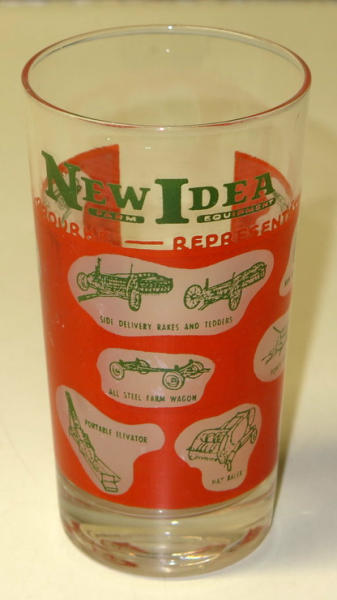 NEW IDEA
FARM EQUIPMENT
REPRESENT
SIDE DELIVERY RAKES AND TEDDERS
ALL STEEL FARM WAGON
PORTABLE ELEVATOR
HAY BALER